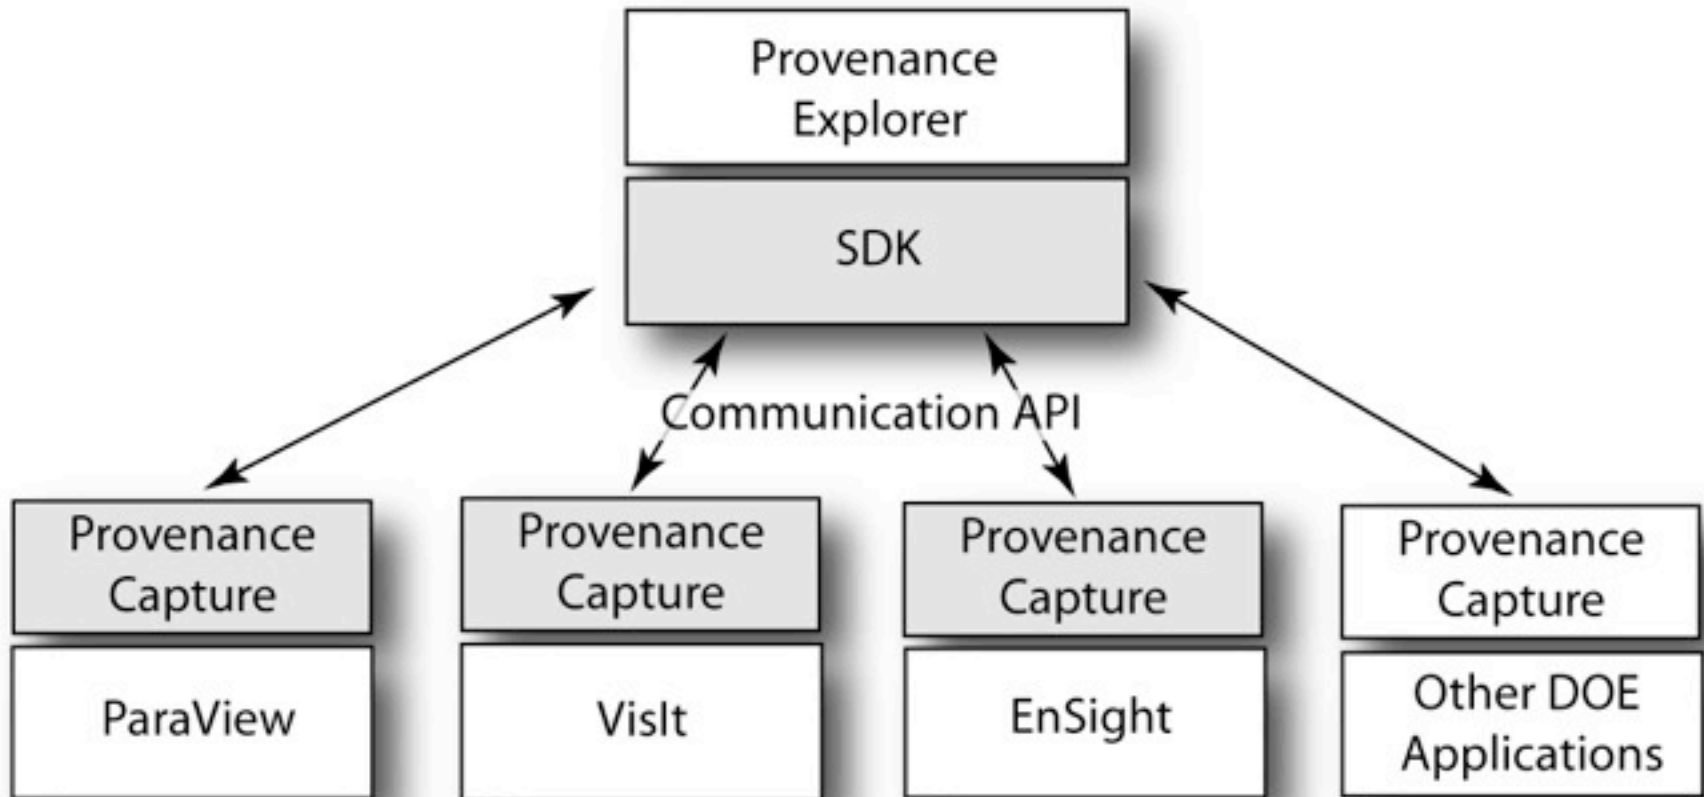 Provenance
Explorer
SDK
Communication API
Provenance
Capture
ParaView
Provenance
Capture
VisIt
Provenance
Capture
EnSight
Provenance
Capture
Other DOE
Applications